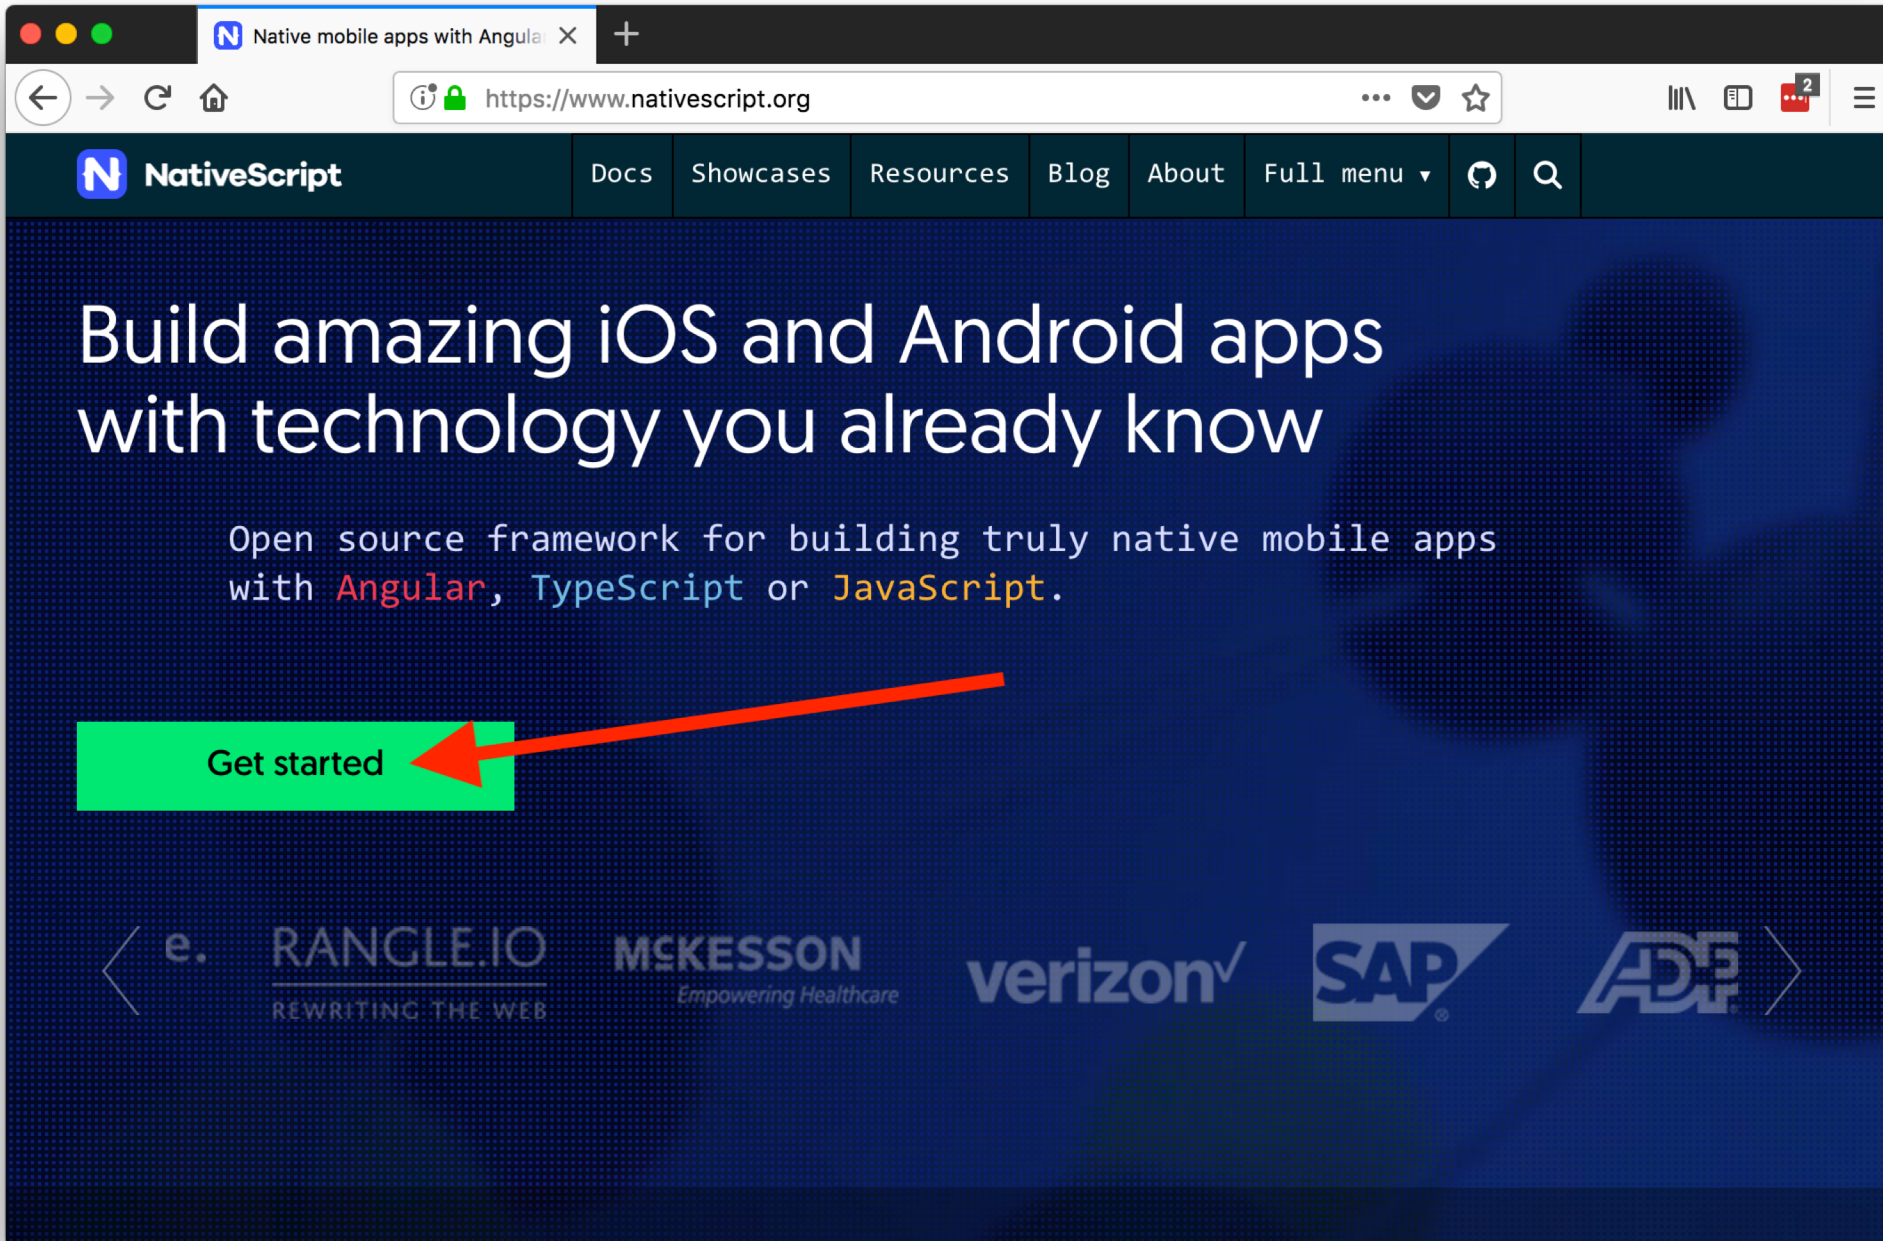 Native mobile apps with Angula
https://www.nativescript.org
2
NativeScript
Docs Showcases Resources Blog About Full menu ▾
Build amazing iOS and Android apps
with technology you already know
Open source framework for building truly native mobile apps
with Angular, TypeScript or JavaScript.
Get started
e.
RANGLE.IO
REWRITING THE WEB
MCKESSON
Empowering Healthcare
verizon✓
SAP®
ADP